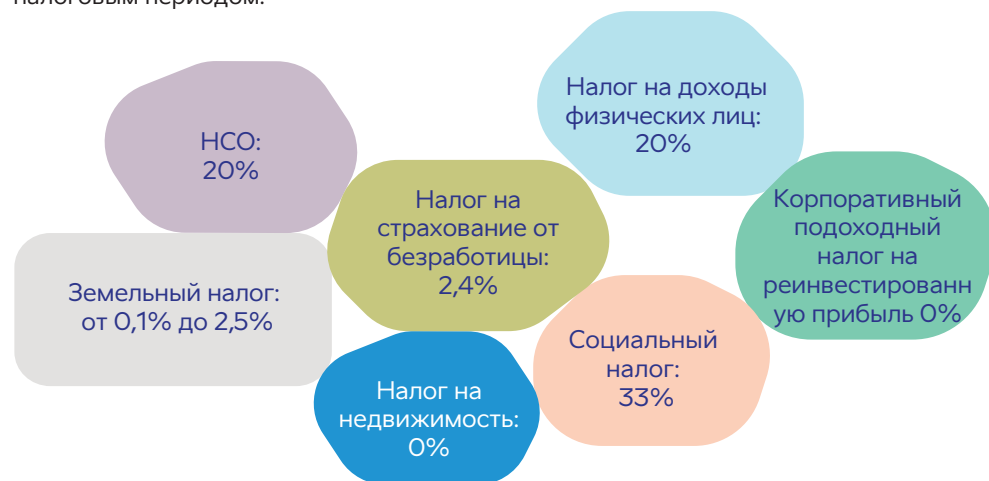 налоговым периодом.
НСО:
20%
Налог на доходы
физических лиц:
20%
Налог на
страхование от
безработицы:
2,4%
Корпоративный
подоходный
налог на
реинвестированн
ую прибыль 0%
Земельный налог:
от 0,1% до 2,5%
Социальный
налог:
33%
Налог на
недвижимость:
0%